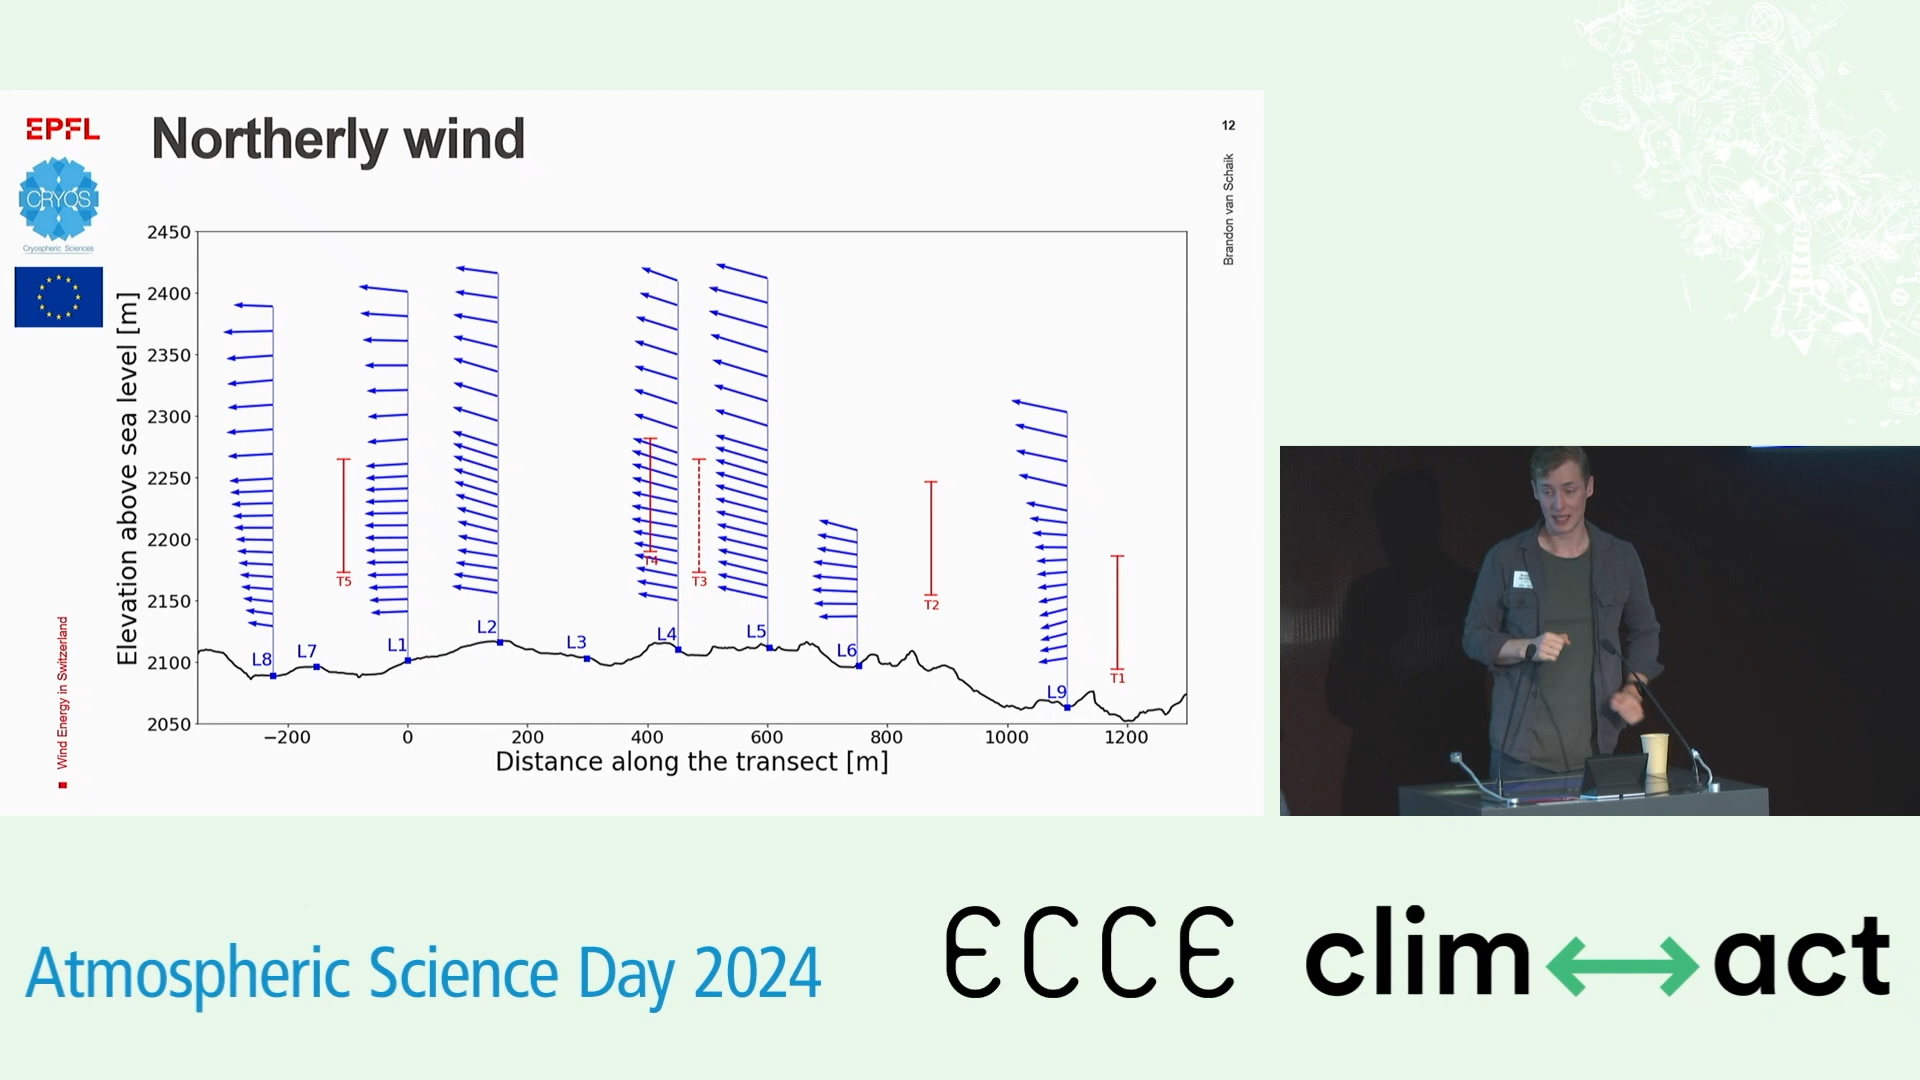 EPFL
CRYOS
Cryospheric Sciences
Northerly wind
12
Brandon van Schaik
Wind Energy in Switzerland
Elevation above sea level [m]
2450
2400
2350
2300
2250
2200
2150
2100
2050
T5
T4
T3
T2
T1
L8
L7
L1
L2
L3
L4
L5
L6
L9
−200
0
200
400
600
800
1000
1200
Distance along the transect [m]
Atmospheric Science Day 2024
ECCE
clim
act